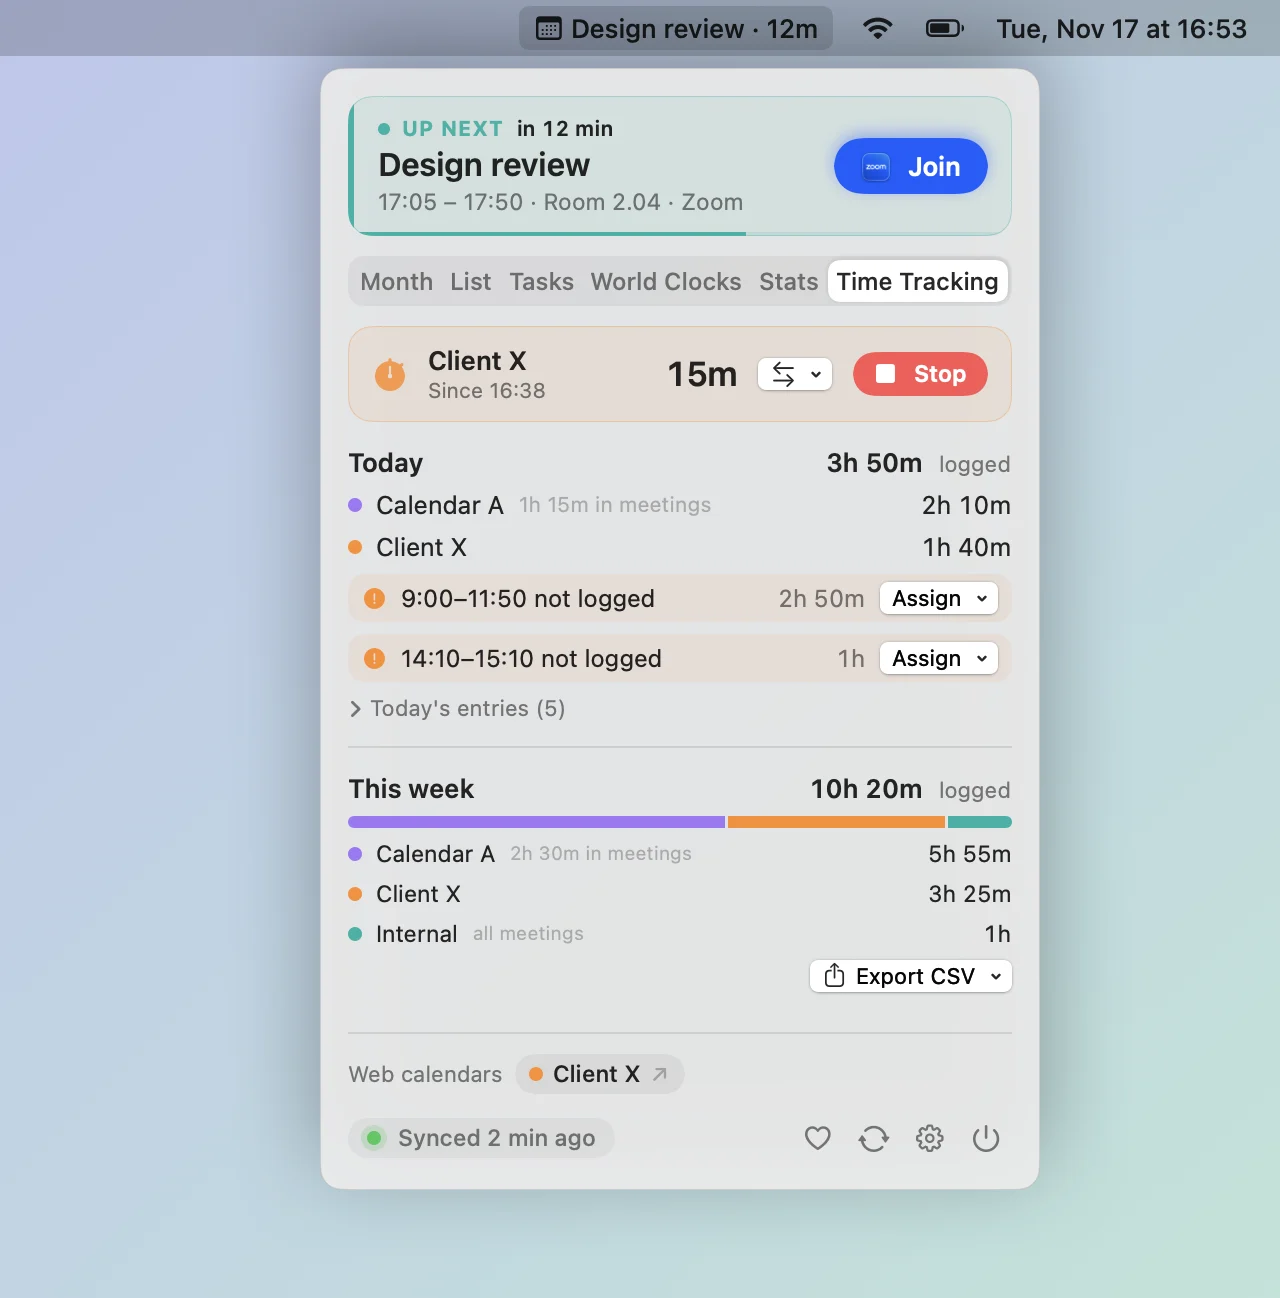 Design review · 12m
Tue, Nov 17 at 16:53
UP NEXT in 12 min
Design review
17:05 – 17:50 · Room 2.04 · Zoom
zoom Join
Month List Tasks World Clocks Stats Time Tracking
Client X
Since 16:38
15m
Stop
Today 3h 50m logged
Calendar A 1h 15m in meetings 2h 10m
Client X 1h 40m
! 9:00–11:50 not logged 2h 50m Assign
! 14:10–15:10 not logged 1h Assign
Today's entries (5)
This week 10h 20m logged
Calendar A 2h 30m in meetings 5h 55m
Client X 3h 25m
Internal all meetings 1h
Export CSV
Web calendars Client X
Synced 2 min ago